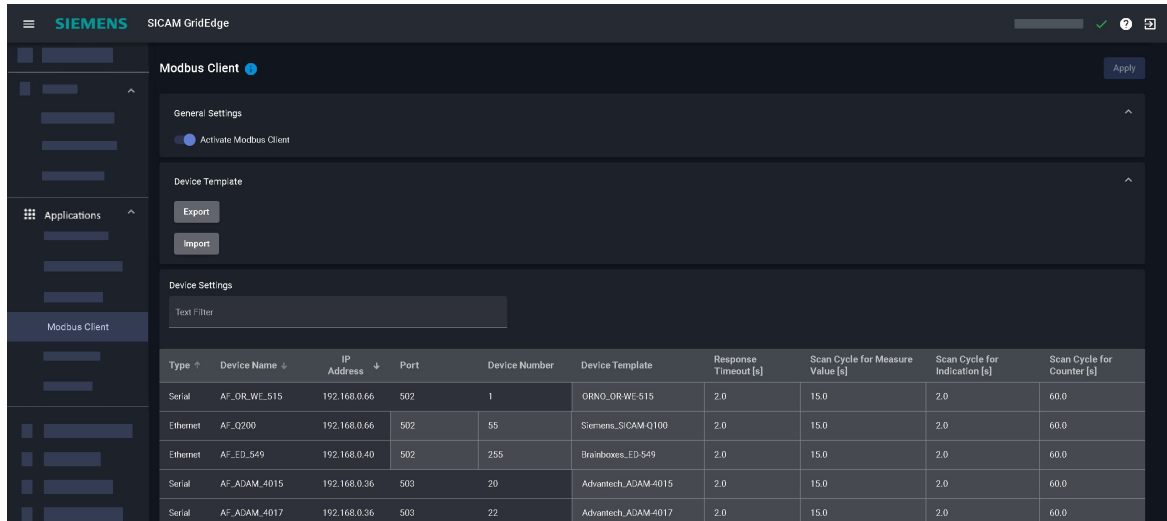 SIEMENS SICAM GridEdge
Modbus Client
Apply
General Settings
Activate Modbus Client
Device Template
Export
Import
Applications
Modbus Client
Device Settings
Text Filter
Type ↑ Device Name ↓ IP Address ↓ Port Device Number Device Template Response Timeout [s] Scan Cycle for Measure Value [s] Scan Cycle for Indication [s] Scan Cycle for Counter [s]
Serial AF_OR_WE_515 192.168.0.66 502 1 ORNO_OR-WE-515 2.0 15.0 2.0 60.0
Ethernet AF_Q200 192.168.0.66 502 55 Siemens_SICAM-Q100 2.0 15.0 2.0 60.0
Ethernet AF_ED_549 192.168.0.40 502 255 Brainboxes_ED-549 2.0 15.0 2.0 60.0
Serial AF_ADAM_4015 192.168.0.36 503 20 Advantech_ADAM-4015 2.0 15.0 2.0 60.0
Serial AF_ADAM_4017 192.168.0.36 503 22 Advantech_ADAM-4017 2.0 15.0 2.0 60.0